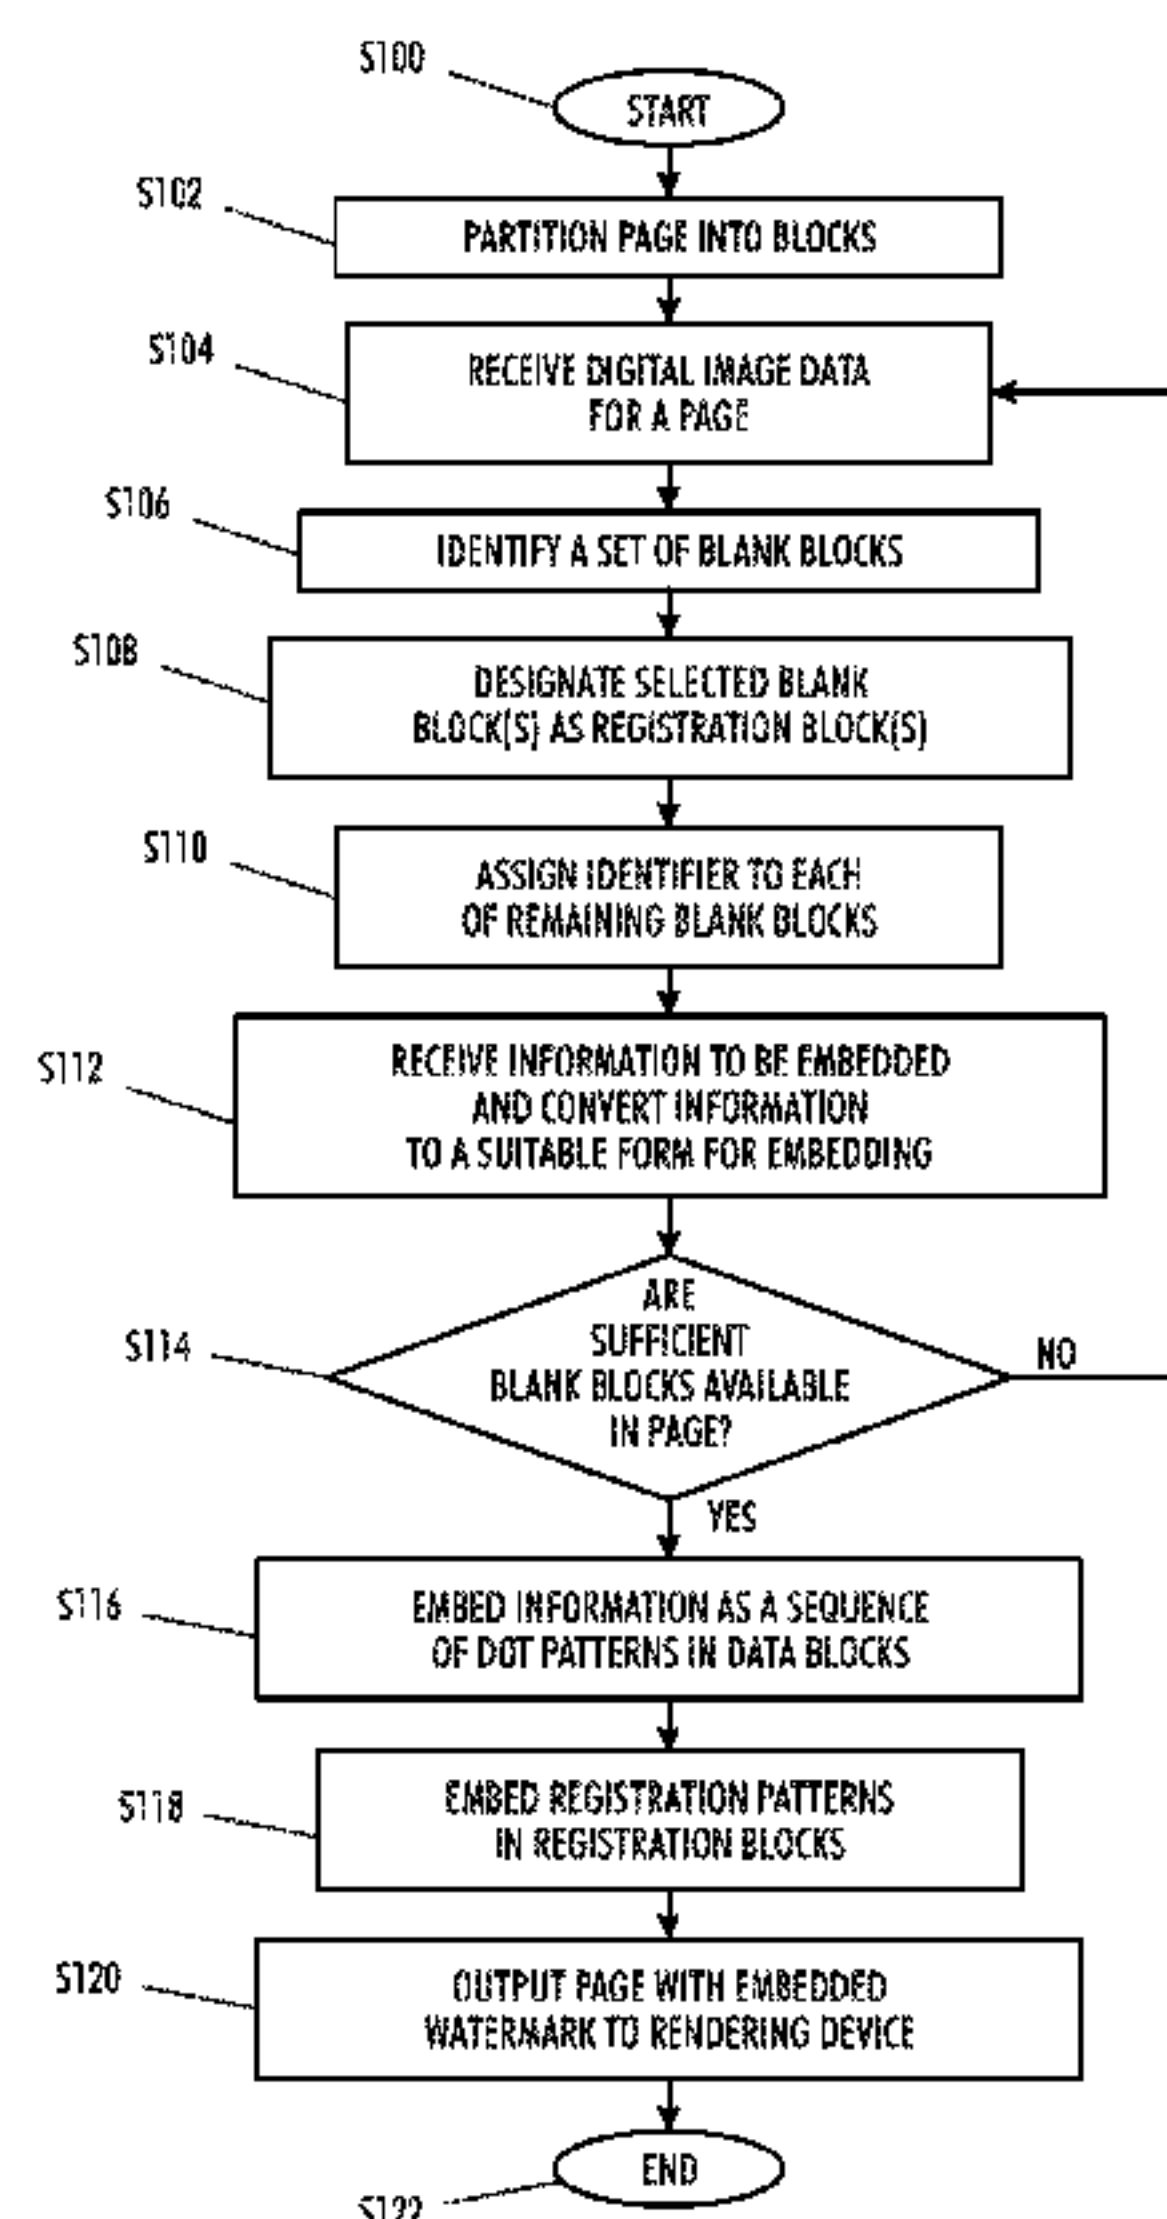 S100
START
S102
PARTITION PAGE INTO BLOCKS
S104
RECEIVE DIGITAL IMAGE DATA
FOR A PAGE
S106
IDENTIFY A SET OF BLANK BLOCKS
S108
DESIGNATE SELECTED BLANK
BLOCK(S) AS REGISTRATION BLOCK(S)
S110
ASSIGN IDENTIFIER TO EACH
OF REMAINING BLANK BLOCKS
S112
RECEIVE INFORMATION TO BE EMBEDDED
AND CONVERT INFORMATION
TO A SUITABLE FORM FOR EMBEDDING
S114
ARE
SUFFICIENT
BLANK BLOCKS AVAILABLE
IN PAGE?
NO
YES
S116
EMBED INFORMATION AS A SEQUENCE
OF DOT PATTERNS IN DATA BLOCKS
S118
EMBED REGISTRATION PATTERNS
IN REGISTRATION BLOCKS
S120
OUTPUT PAGE WITH EMBEDDED
WATERMARK TO RENDERING DEVICE
END
S122